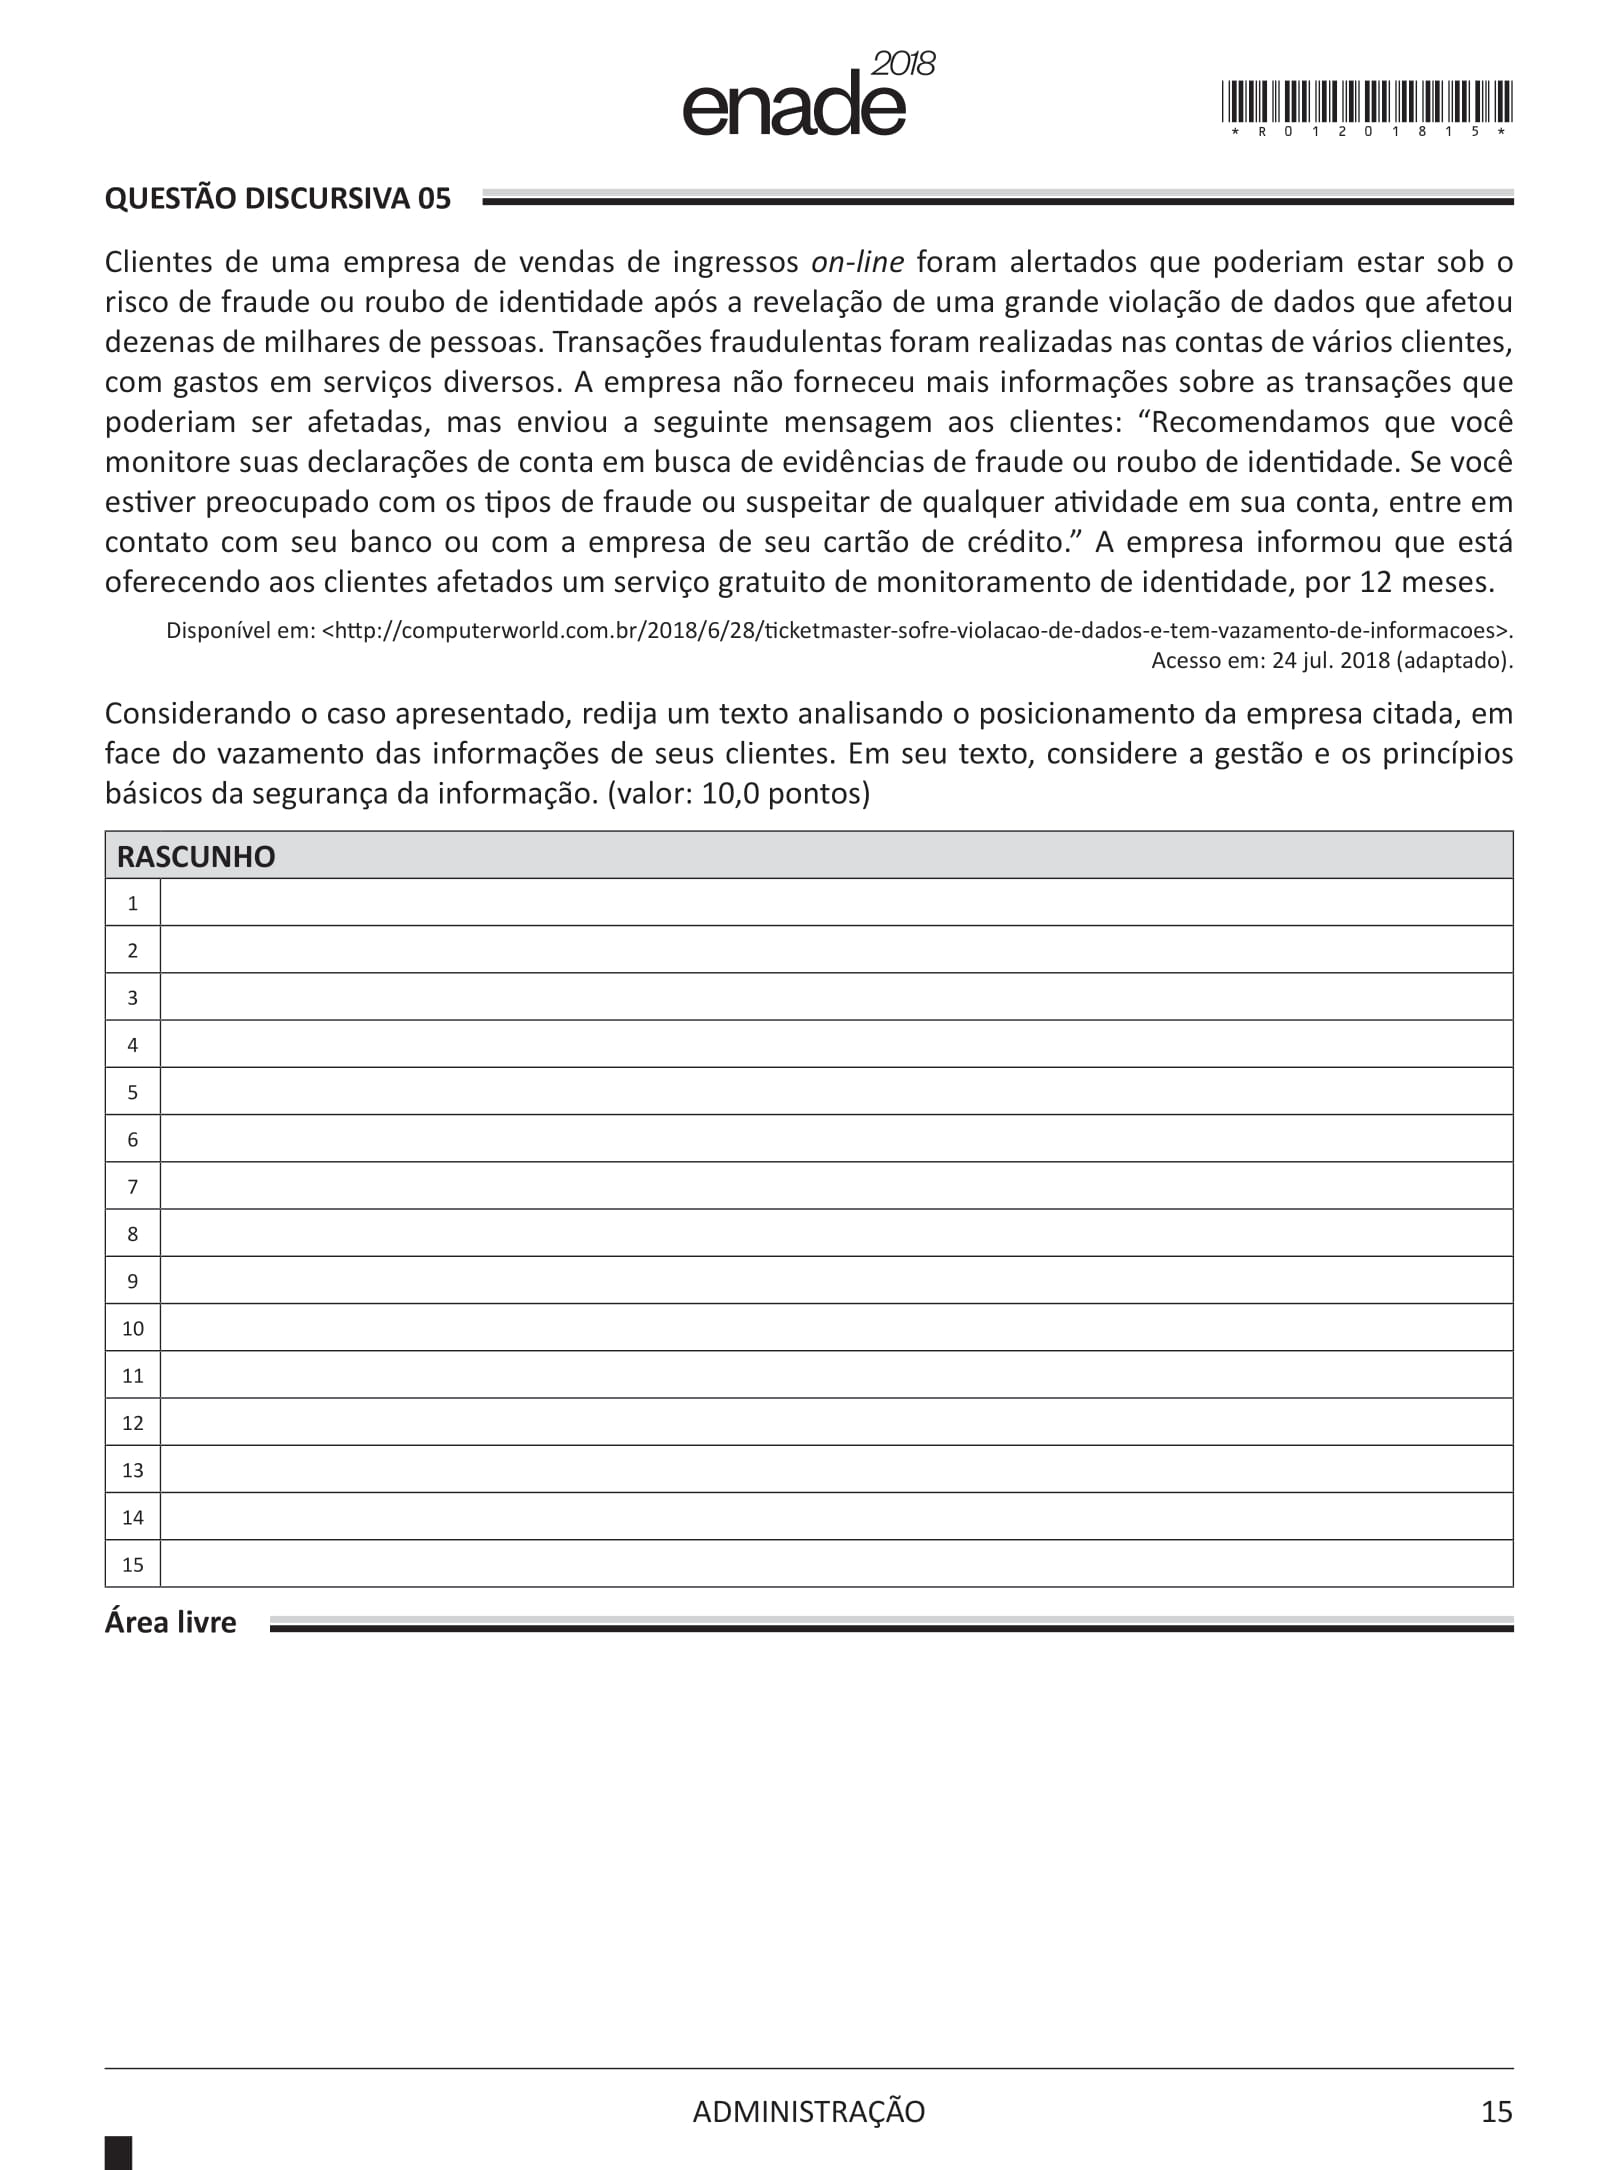 enade 2018
* R 0 1 2 0 1 8 1 5 *
QUESTÃO DISCURSIVA 05
Clientes de uma empresa de vendas de ingressos on-line foram alertados que poderiam estar sob o
risco de fraude ou roubo de identidade após a revelação de uma grande violação de dados que afetou
dezenas de milhares de pessoas. Transações fraudulentas foram realizadas nas contas de vários clientes,
com gastos em serviços diversos. A empresa não forneceu mais informações sobre as transações que
poderiam ser afetadas, mas enviou a seguinte mensagem aos clientes: “Recomendamos que você
monitore suas declarações de conta em busca de evidências de fraude ou roubo de identidade. Se você
estiver preocupado com os tipos de fraude ou suspeitar de qualquer atividade em sua conta, entre em
contato com seu banco ou com a empresa de seu cartão de crédito.” A empresa informou que está
oferecendo aos clientes afetados um serviço gratuito de monitoramento de identidade, por 12 meses.
Disponível em: <http://computerworld.com.br/2018/6/28/ticketmaster-sofre-violacao-de-dados-e-tem-vazamento-de-informacoes>.
Acesso em: 24 jul. 2018 (adaptado).
Considerando o caso apresentado, redija um texto analisando o posicionamento da empresa citada, em
face do vazamento das informações de seus clientes. Em seu texto, considere a gestão e os princípios
básicos da segurança da informação. (valor: 10,0 pontos)
RASCUNHO
1
2
3
4
5
6
7
8
9
10
11
12
13
14
15
Área livre
ADMINISTRAÇÃO
15